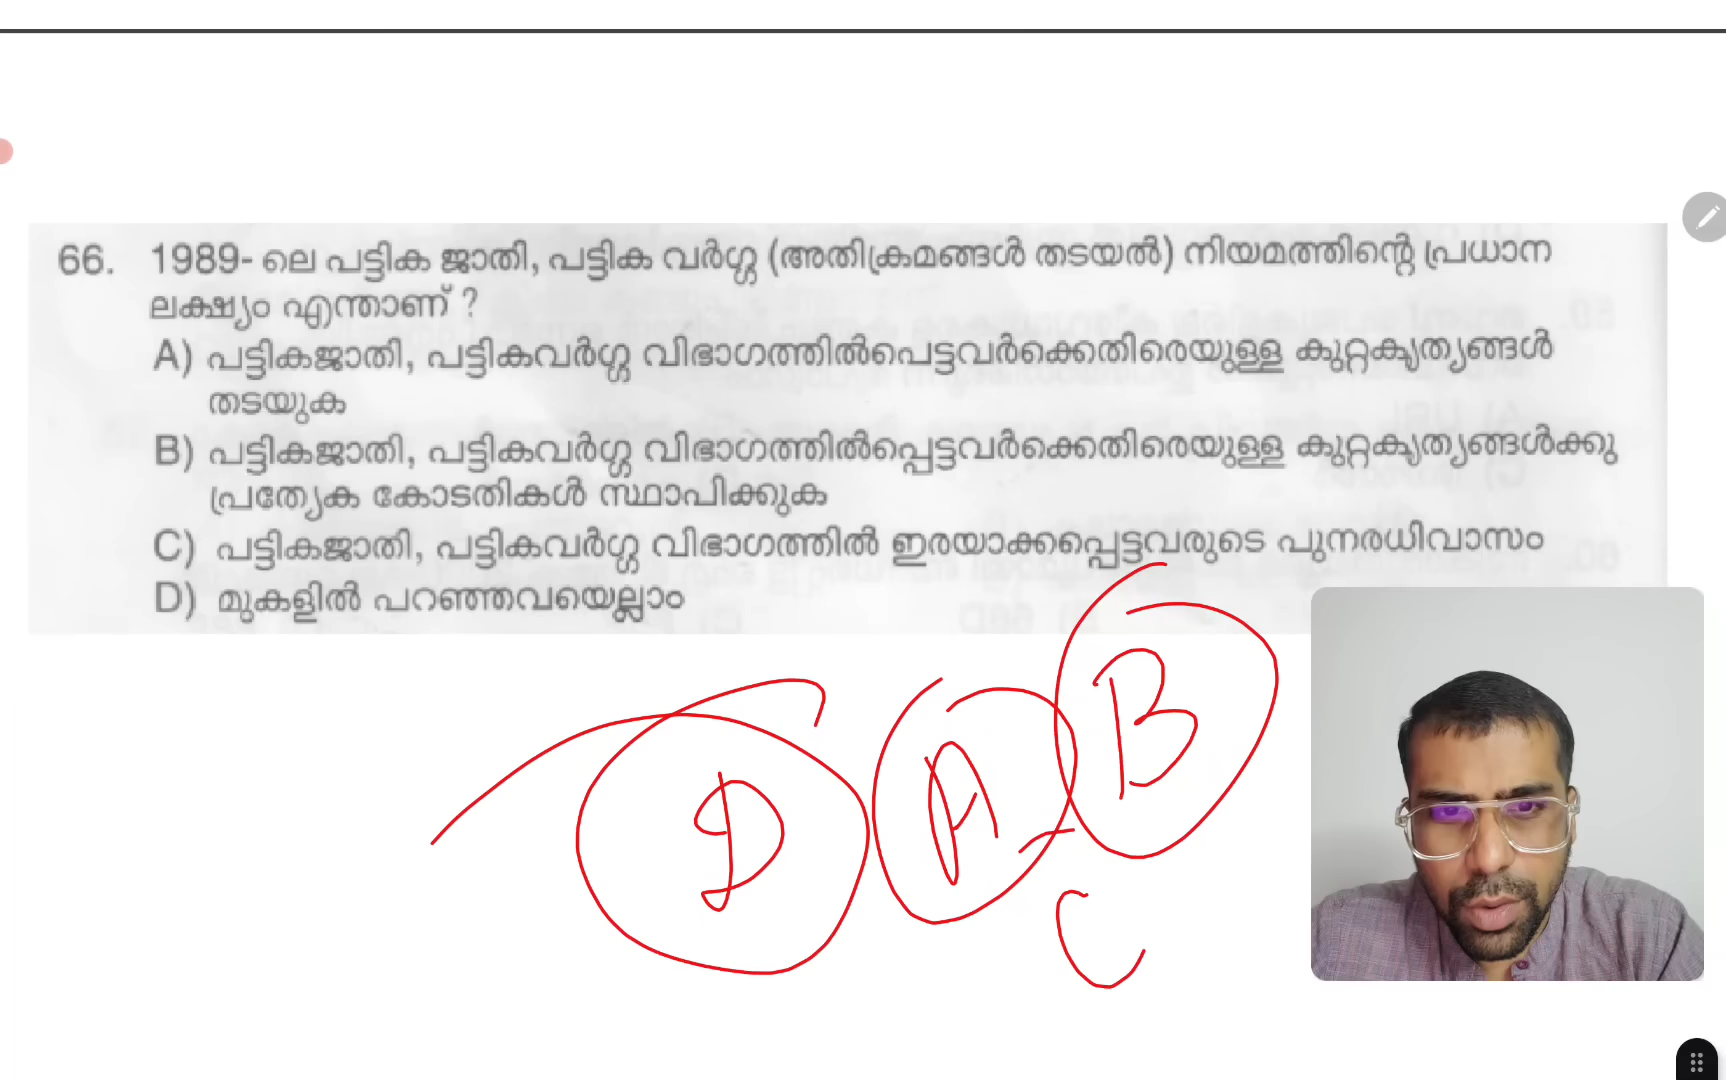 66. 1989- ലെ പട്ടിക ജാതി, പട്ടിക വർഗ്ഗ (അതിക്രമങ്ങൾ തടയൽ) നിയമത്തിന്റെ പ്രധാന
ലക്ഷ്യം എന്താണ് ?
A) പട്ടികജാതി, പട്ടികവർഗ്ഗ വിഭാഗത്തിൽപെട്ടവർക്കെതിരെയുള്ള കുറ്റകൃത്യങ്ങൾ
തടയുക
B) പട്ടികജാതി, പട്ടികവർഗ്ഗ വിഭാഗത്തിൽപ്പെട്ടവർക്കെതിരെയുള്ള കുറ്റകൃത്യങ്ങൾക്കു
പ്രത്യേക കോടതികൾ സ്ഥാപിക്കുക
C) പട്ടികജാതി, പട്ടികവർഗ്ഗ വിഭാഗത്തിൽ ഇരയാക്കപ്പെട്ടവരുടെ പുനരധിവാസം
D) മുകളിൽ പറഞ്ഞവയെല്ലാം
D A B
C